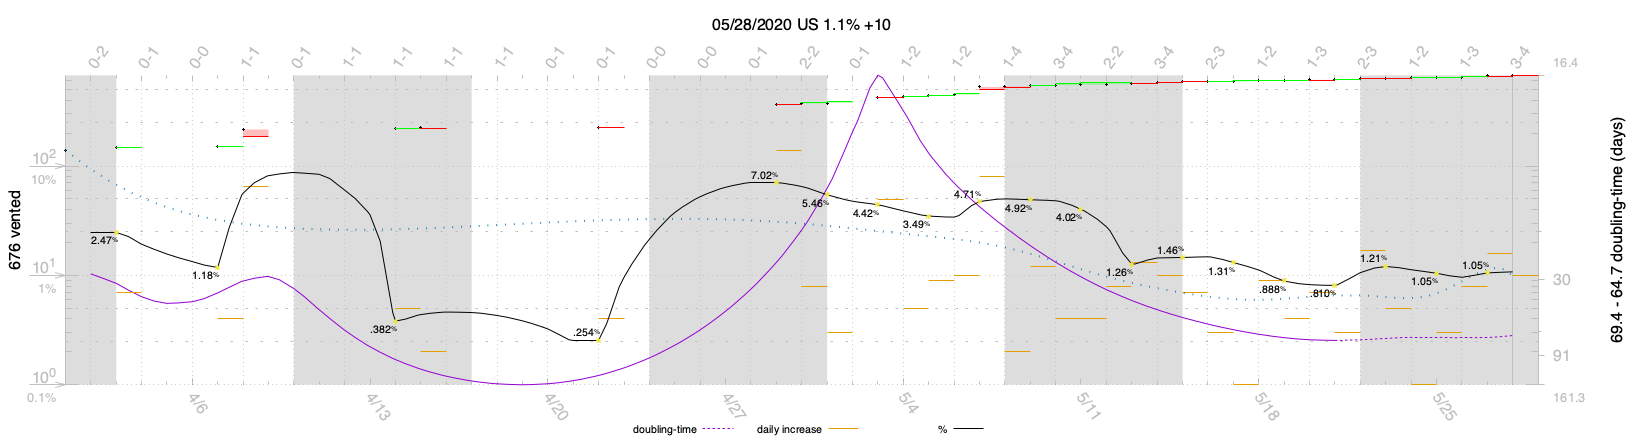 05/28/2020 US 1.1% +10
0-2 0-1 0-0 1-1 0-1 1-1 1-1 1-1 1-1 0-1 0-1 0-0 0-0 0-1 2-2 0-1 1-2 1-2 1-4 3-4 2-2 3-4 2-3 1-2 1-3 2-3 1-2 1-3 3-4
16.4
10² 10%
10¹ 1%
10⁰ 0.1%
30
91
161.3
676 vented
69.4 - 64.7 doubling-time (days)
2.47% 1.18% .382% .254% 7.02% 5.46% 4.42% 3.49% 4.71% 4.92% 4.02% 1.26% 1.46% 1.31% .888% .810% 1.21% 1.05% 1.05%
4/6 4/13 4/20 4/27 5/4 5/11 5/18 5/25
doubling-time daily increase %